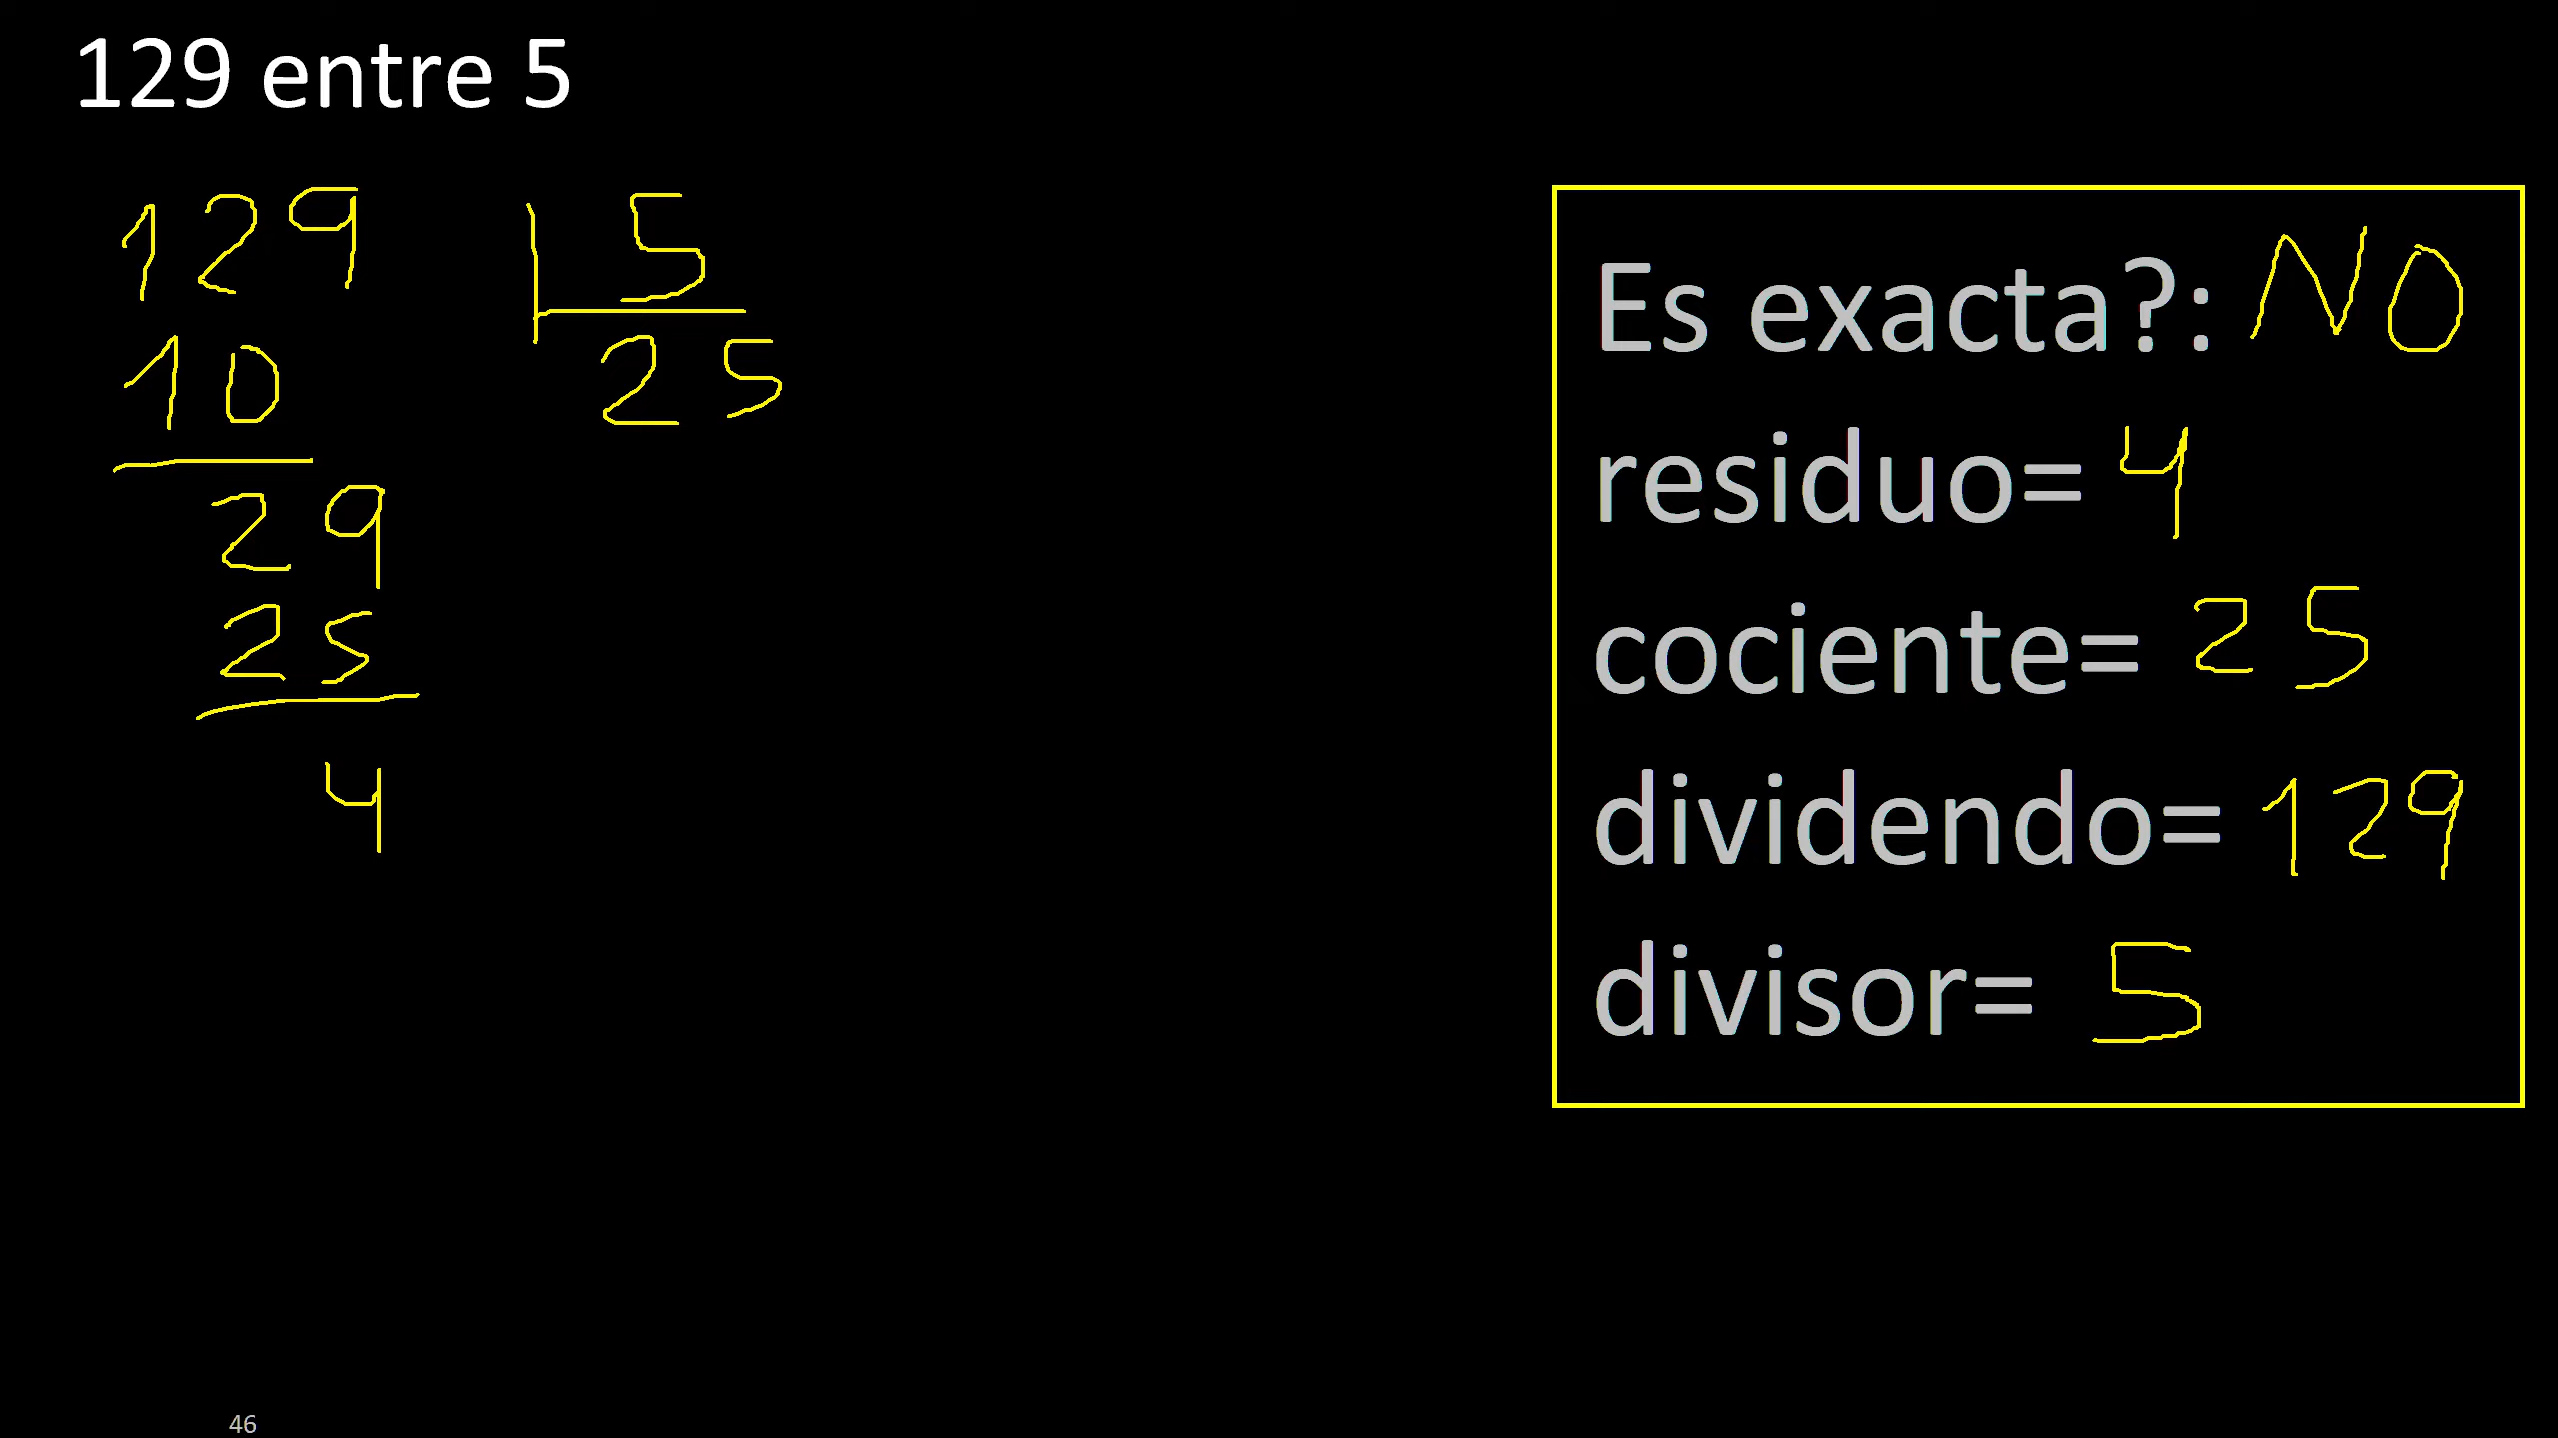 129 entre 5
129 5
10 25
29
25
4
Es exacta?: NO
residuo= 4
cociente= 25
dividendo= 129
divisor= 5
46